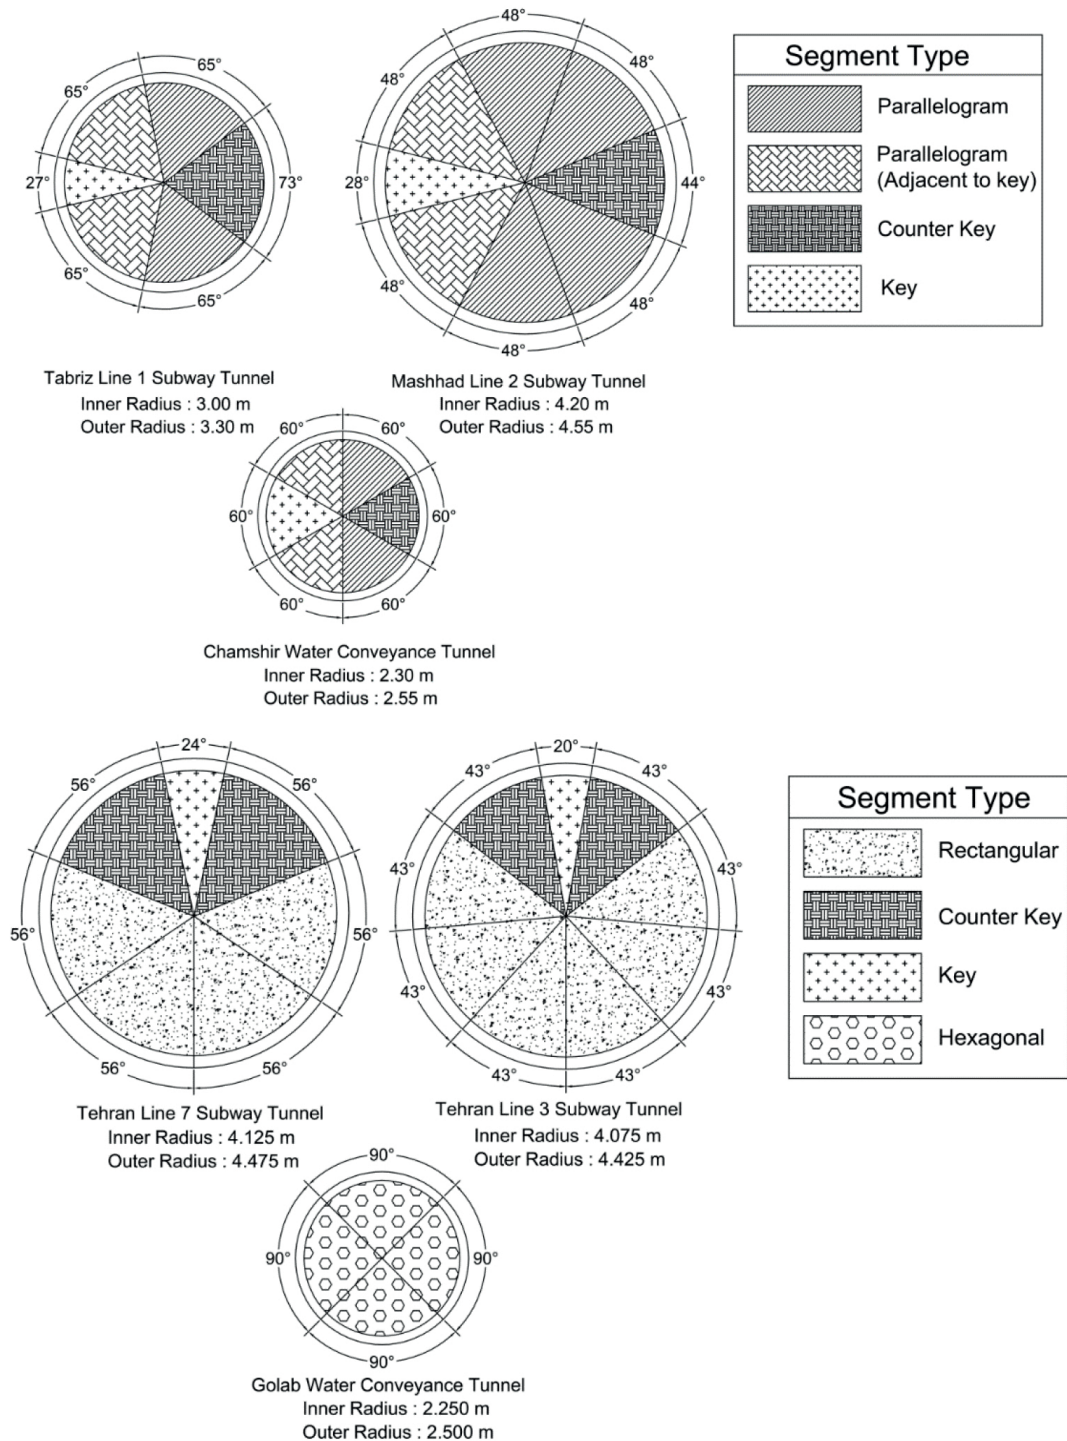 48°
48°
48°
65°
65°
27°
73°
28°
44°
65°
65°
48°
48°
48°
Segment Type
Parallelogram
Parallelogram
(Adjacent to key)
Counter Key
Key
Tabriz Line 1 Subway Tunnel
Inner Radius : 3.00 m
Outer Radius : 3.30 m
Mashhad Line 2 Subway Tunnel
Inner Radius : 4.20 m
Outer Radius : 4.55 m
60°
60°
60°
60°
60°
60°
Chamshir Water Conveyance Tunnel
Inner Radius : 2.30 m
Outer Radius : 2.55 m
24°
56°
56°
56°
56°
56°
56°
20°
43°
43°
43°
43°
43°
43°
43°
43°
Segment Type
Rectangular
Counter Key
Key
Hexagonal
Tehran Line 7 Subway Tunnel
Inner Radius : 4.125 m
Outer Radius : 4.475 m
Tehran Line 3 Subway Tunnel
Inner Radius : 4.075 m
Outer Radius : 4.425 m
90°
90°
90°
90°
Golab Water Conveyance Tunnel
Inner Radius : 2.250 m
Outer Radius : 2.500 m